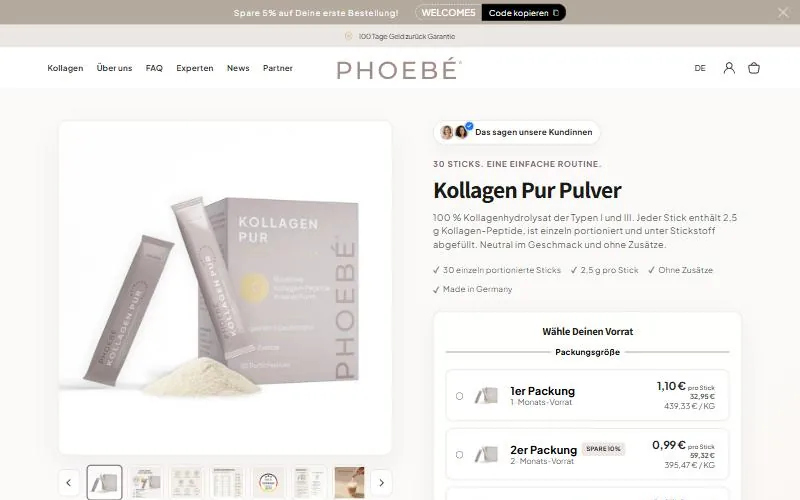 Spare 5% auf Deine erste Bestellung!
WELCOME5
Code kopieren
100 Tage Geld zurück Garantie
Kollagen Über uns FAQ Experten News Partner
PHOEBÉ
DE
KOLLAGEN
PUR
PHOEBÉ
KOLLAGEN PUR
PHOEBÉ
KOLLAGEN PUR
Das sagen unsere Kundinnen
30 STICKS. EINE EINFACHE ROUTINE.
Kollagen Pur Pulver
100 % Kollagenhydrolysat der Typen I und III. Jeder Stick enthält 2,5
g Kollagen-Peptide, ist einzeln portioniert und unter Stickstoff
abgefüllt. Neutral im Geschmack und ohne Zusätze.
✓ 30 einzeln portionierte Sticks ✓ 2,5 g pro Stick ✓ Ohne Zusätze
✓ Made in Germany
Wähle Deinen Vorrat
Packungsgröße
1er Packung
1-Monats-Vorrat
1,10 € pro Stick
32,95 €
439,33 € / KG
2er Packung SPARE 10%
2-Monats-Vorrat
0,99 € pro Stick
59,32 €
395,47 € / KG